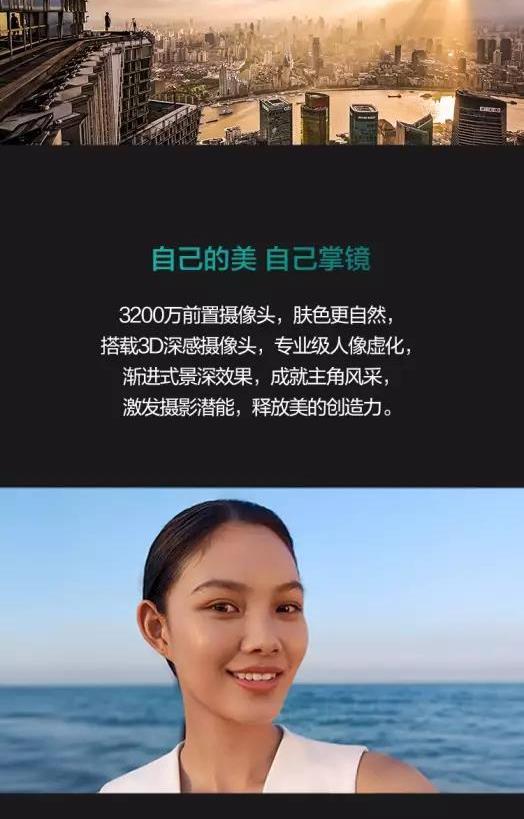 自己的美 自己掌镜
3200万前置摄像头，肤色更自然，
搭载3D深感摄像头，专业级人像虚化，
渐进式景深效果，成就主角风采，
激发摄影潜能，释放美的创造力。